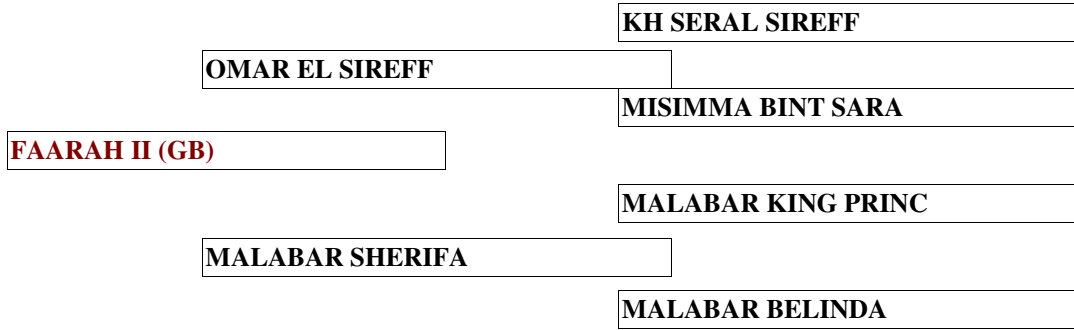 KH SERAL SIREFF
OMAR EL SIREFF
MISIMMA BINT SARA
FAARAH II (GB)
MALABAR KING PRINC
MALABAR SHERIFA
MALABAR BELINDA